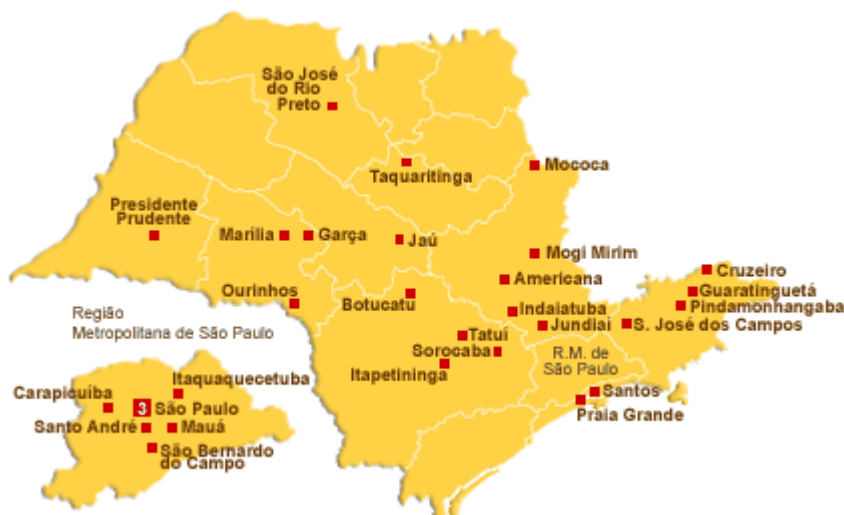 São José
do Rio
Preto
Taquaritinga
Mococa
Presidente
Prudente
Marília
Garça
Jaú
Mogi Mirim
Cruzeiro
Americana
Guaratinguetá
Ourinhos
Botucatu
Pindamonhangaba
Indaiatuba
Jundiaí
S. José dos Campos
Região
Metropolitana de São Paulo
Tatuí
Sorocaba
R.M. de
São Paulo
Itapetininga
Itaquaquecetuba
Santos
Carapicuíba
3
São Paulo
Praia Grande
Santo André
Mauá
São Bernardo
do Campo